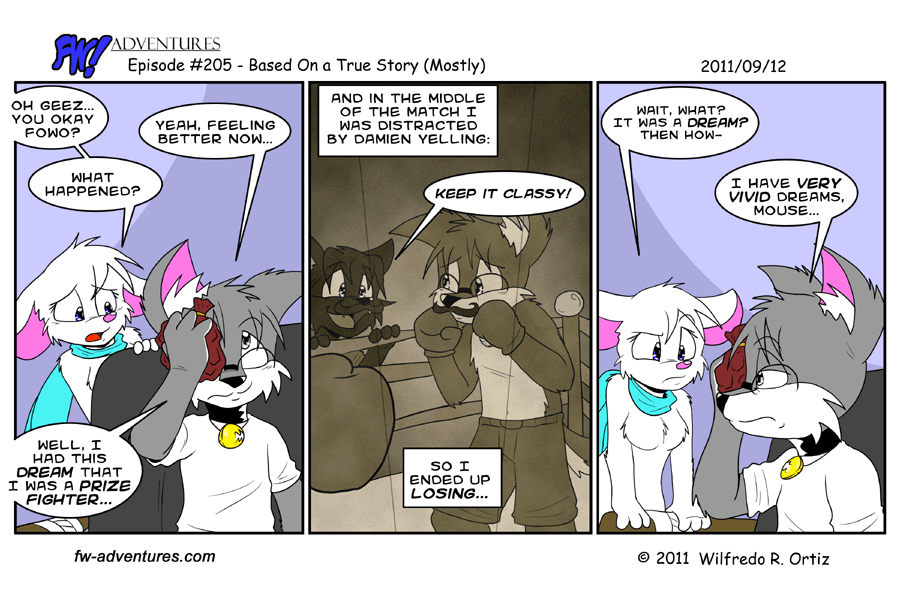 FW! ADVENTURES
Episode #205 - Based On a True Story (Mostly)
2011/09/12
OH GEEZ...
YOU OKAY
FOWO?
WHAT
HAPPENED?
YEAH, FEELING
BETTER NOW...
WELL, I
HAD THIS
DREAM THAT
I WAS A PRIZE
FIGHTER...
AND IN THE MIDDLE
OF THE MATCH I
WAS DISTRACTED
BY DAMIEN YELLING:
KEEP IT CLASSY!
SO I
ENDED UP
LOSING...
WAIT, WHAT?
IT WAS A DREAM?
THEN HOW-
I HAVE VERY
VIVID DREAMS,
MOUSE...
fw-adventures.com
© 2011 Wilfredo R. Ortiz